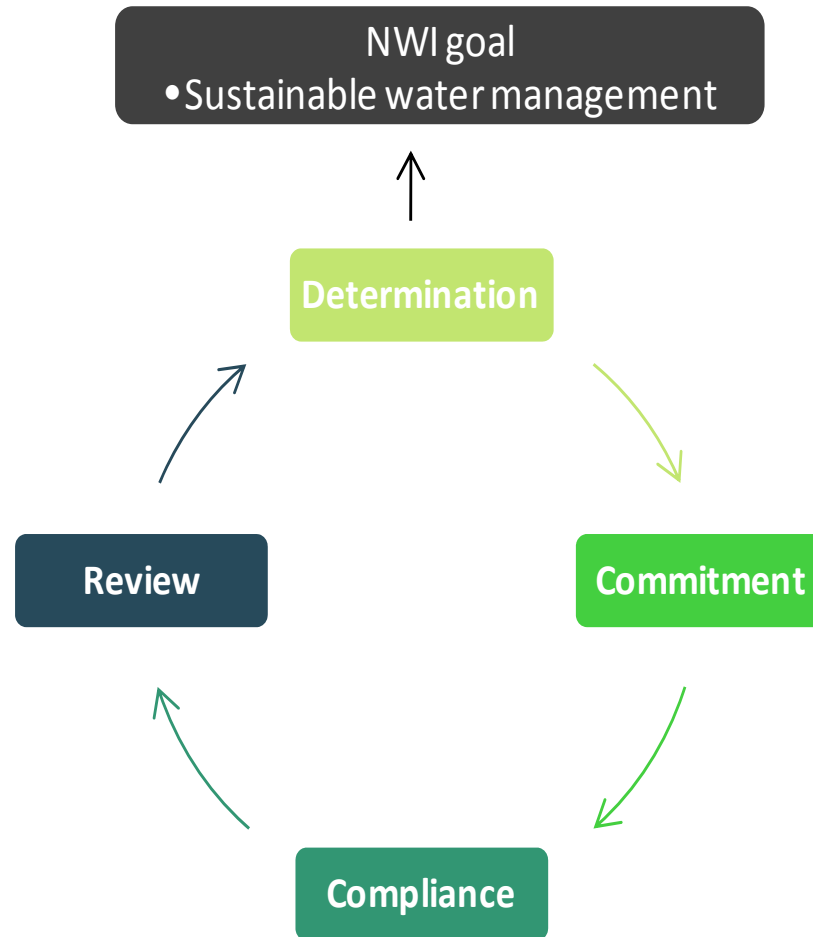 NWI goal
•Sustainable water management
Determination
Review
Commitment
Compliance